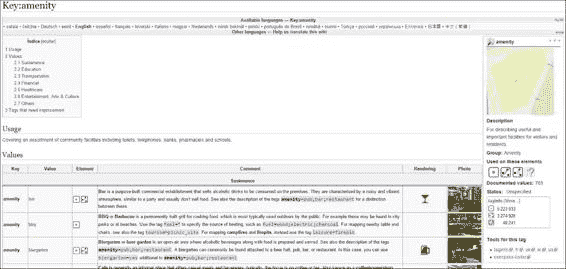 Key:amenity
Available languages — Key:amenity
• català • čeština • Deutsch • eesti • English • español • français • hrvatski • italiano • magyar • Nederlands • norsk bokmål • polski • português do Brasil • română • suomi • Türkçe • русский • українська • Ελληνικά • 日本語 • 中文
Other languages — Help us translate this wiki
Índice
1 Usage
2 Values
2.1 Sustenance
2.2 Education
2.3 Transportation
2.4 Financial
2.5 Healthcare
2.6 Entertainment, Arts & Culture
2.7 Others
3 Tags that need improvement
Usage
Covering an assortment of community facilities including toilets, telephones, banks, pharmacies and schools.
Values
Key Value Element Comment Rendering Photo
Sustenance
amenity bar
Bar is a purpose-built commercial establishment that sells alcoholic drinks to be consumed on the premises. They are characterised by a noisy and vibrant
atmosphere, similar to a party and usually don't sell food. See also the description of the tags amenity=pub;bar;restaurant for a distinction
between these.
amenity bbq
BBQ or Barbecue is a permanently built grill for cooking food, which is most typically used outdoors by the public. For example these may be found in city
parks or at beaches. Use the tag fuel=* to specify the source of heating, such as fuel=wood;electric;charcoal. For mapping nearby table and
chairs, see also the tag tourism=picnic_site. For mapping campfires and firepits, instead use the tag leisure=firepit.
amenity biergarten
Biergarten or beer garden is an open-air area where alcoholic beverages along with food is prepared and served. See also the description of the tags
amenity=pub;bar;restaurant. A biergarten can commonly be found attached to a beer hall, pub, bar, or restaurant. In this case, you can use
biergarten=yes additional to amenity=
amenity
Description
For describing useful and
important facilities for visitors
and residents.
Group: Amenity
Used on these elements
Status: Unspecified
Tools for this tag